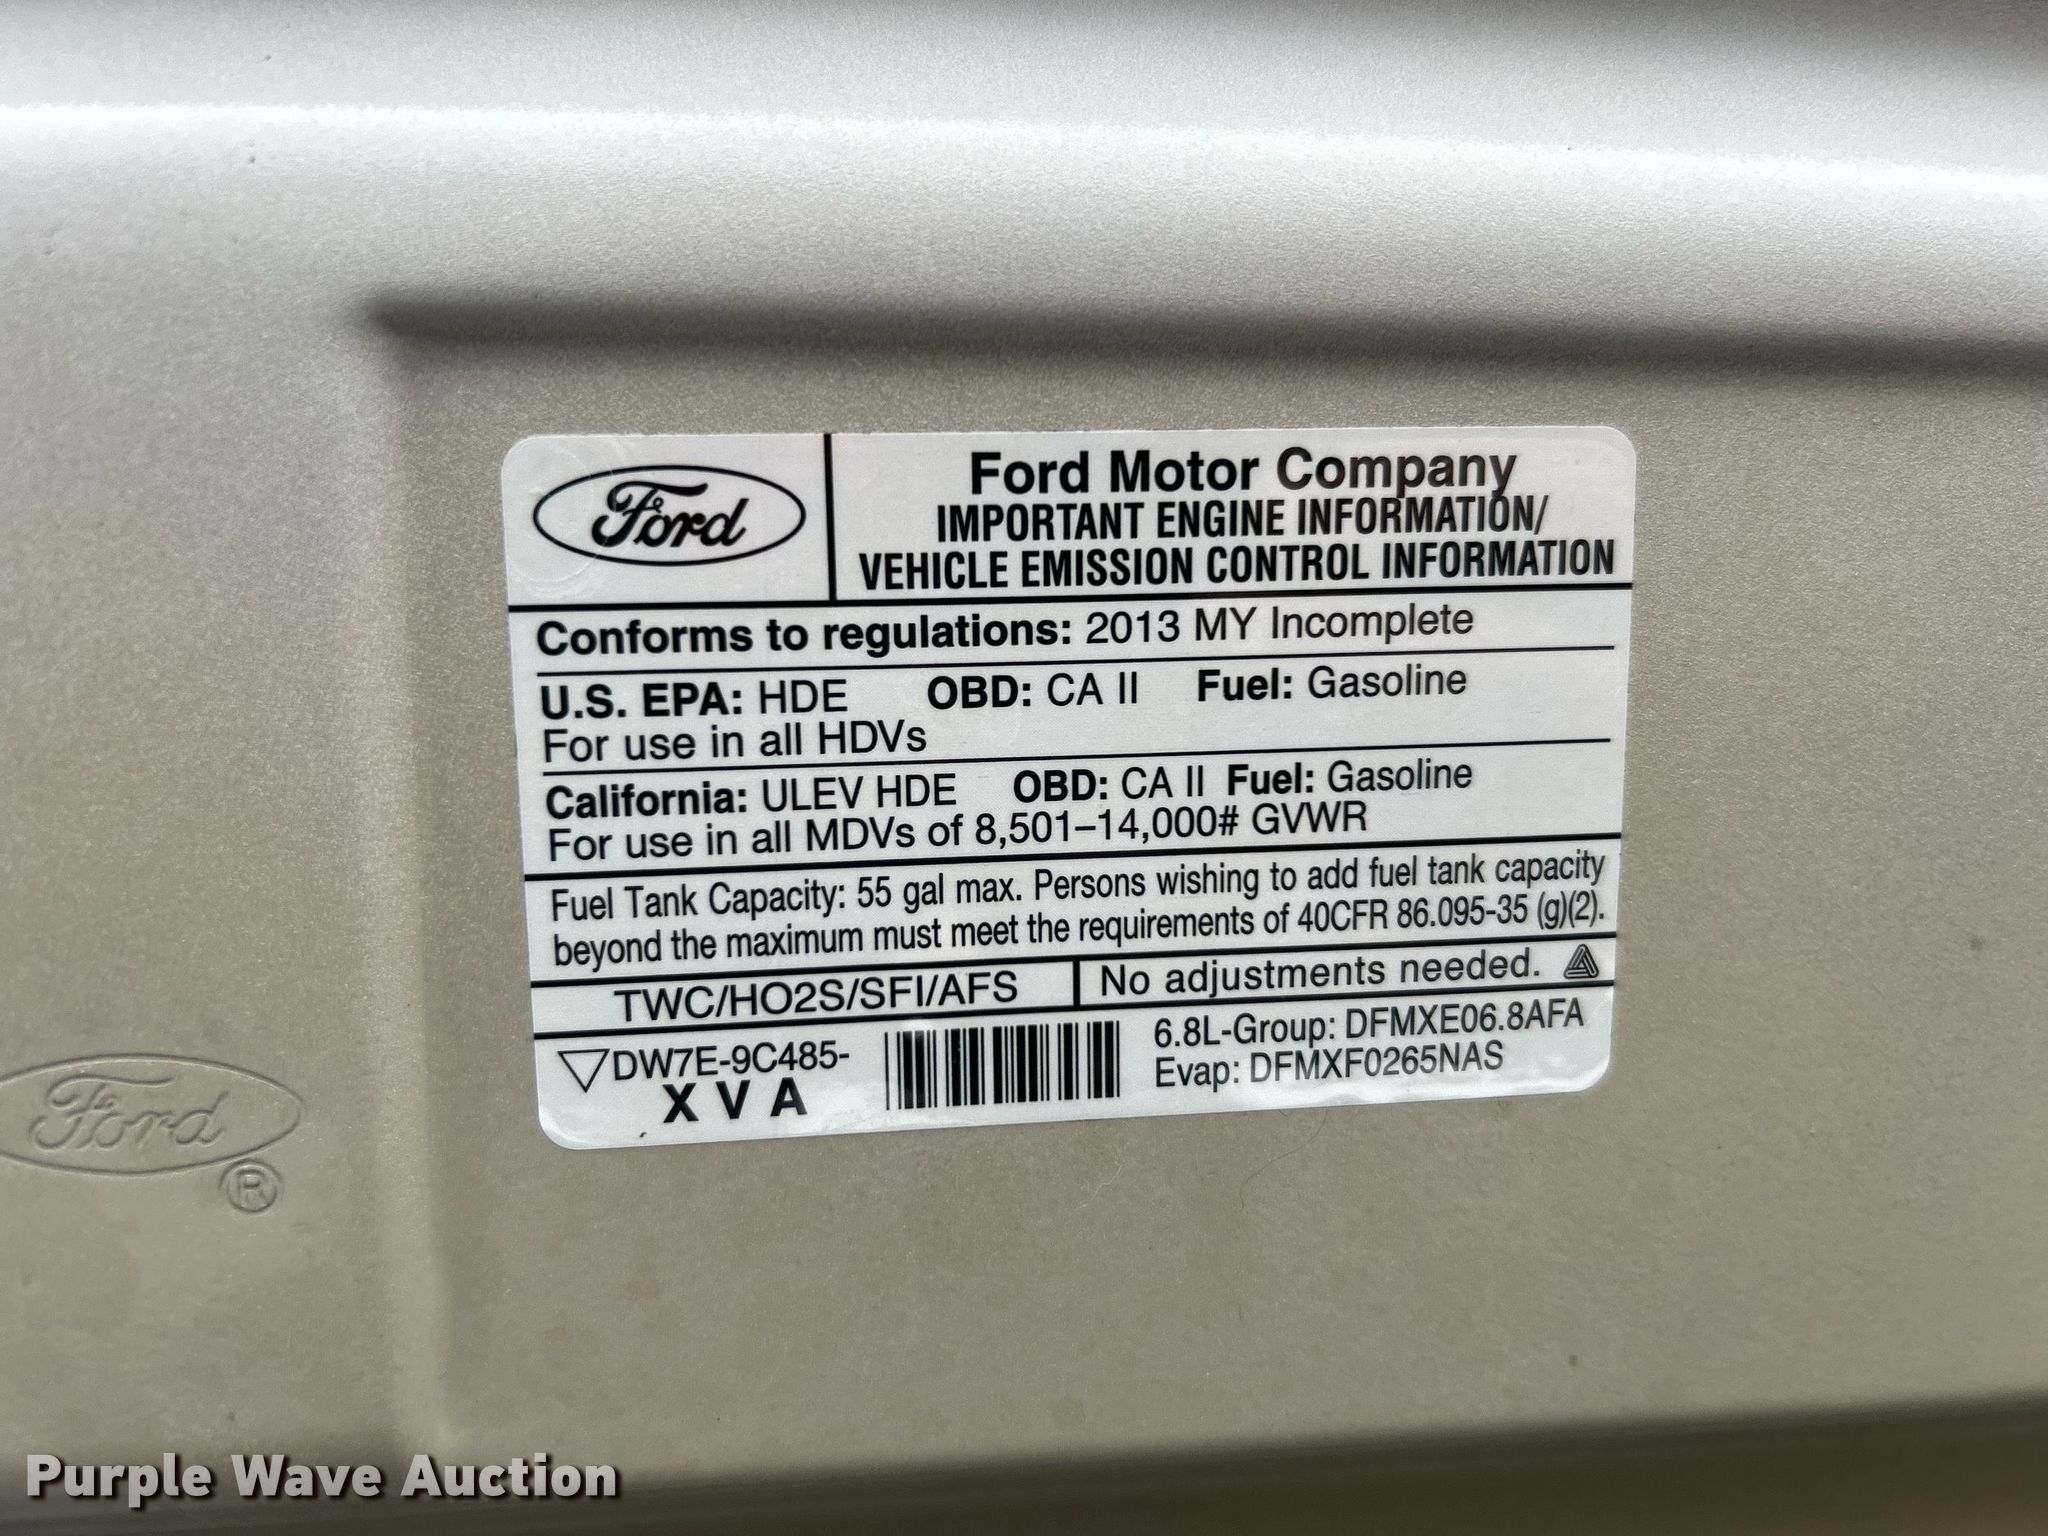 Ford
Ford Motor Company
IMPORTANT ENGINE INFORMATION/
VEHICLE EMISSION CONTROL INFORMATION
Conforms to regulations: 2013 MY Incomplete
U.S. EPA: HDE OBD: CA II Fuel: Gasoline
For use in all HDVs
California: ULEV HDE OBD: CA II Fuel: Gasoline
For use in all MDVs of 8,501–14,000# GVWR
Fuel Tank Capacity: 55 gal max. Persons wishing to add fuel tank capacity
beyond the maximum must meet the requirements of 40CFR 86.095-35 (g)(2).
TWC/HO2S/SFI/AFS No adjustments needed.
DW7E-9C485-
X V A
6.8L-Group: DFMXE06.8AFA
Evap: DFMXF0265NAS
Ford
®
Purple Wave Auction